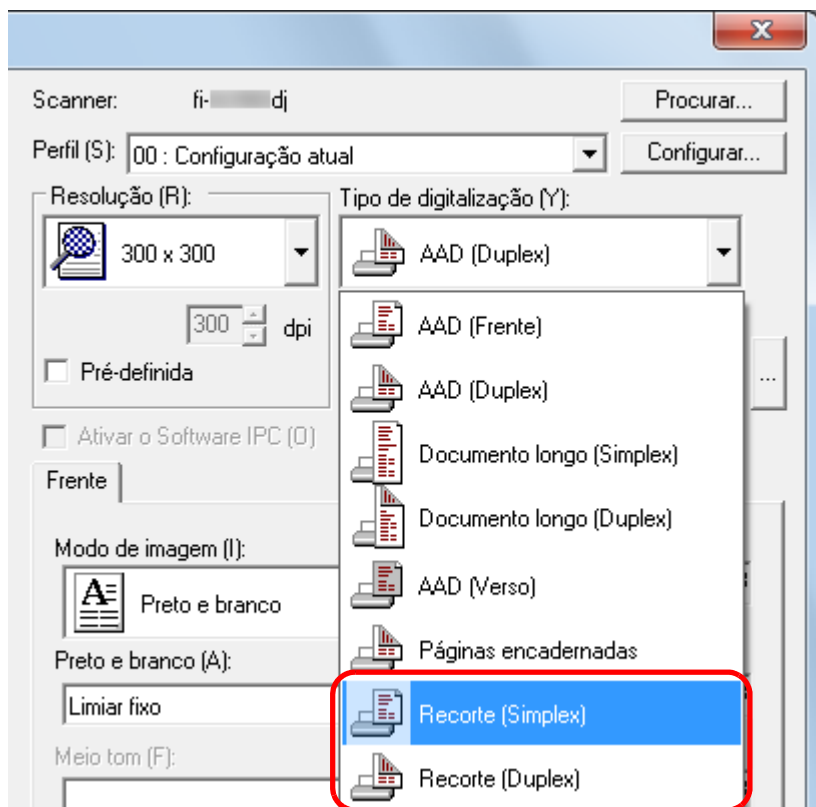 Scanner: fi- dj Procurar...
Perfil (S): 00 : Configuração atual Configurar...
Resolução (R):
300 x 300
300 dpi
Pré-definida
Tipo de digitalização (Y):
AAD (Duplex)
AAD (Frente)
AAD (Duplex)
Documento longo (Simplex)
Documento longo (Duplex)
AAD (Verso)
Páginas encadernadas
Recorte (Simplex)
Recorte (Duplex)
...
Ativar o Software IPC (O)
Frente
Modo de imagem (I):
Preto e branco
Preto e branco (A):
Limiar fixo
Meio tom (F):